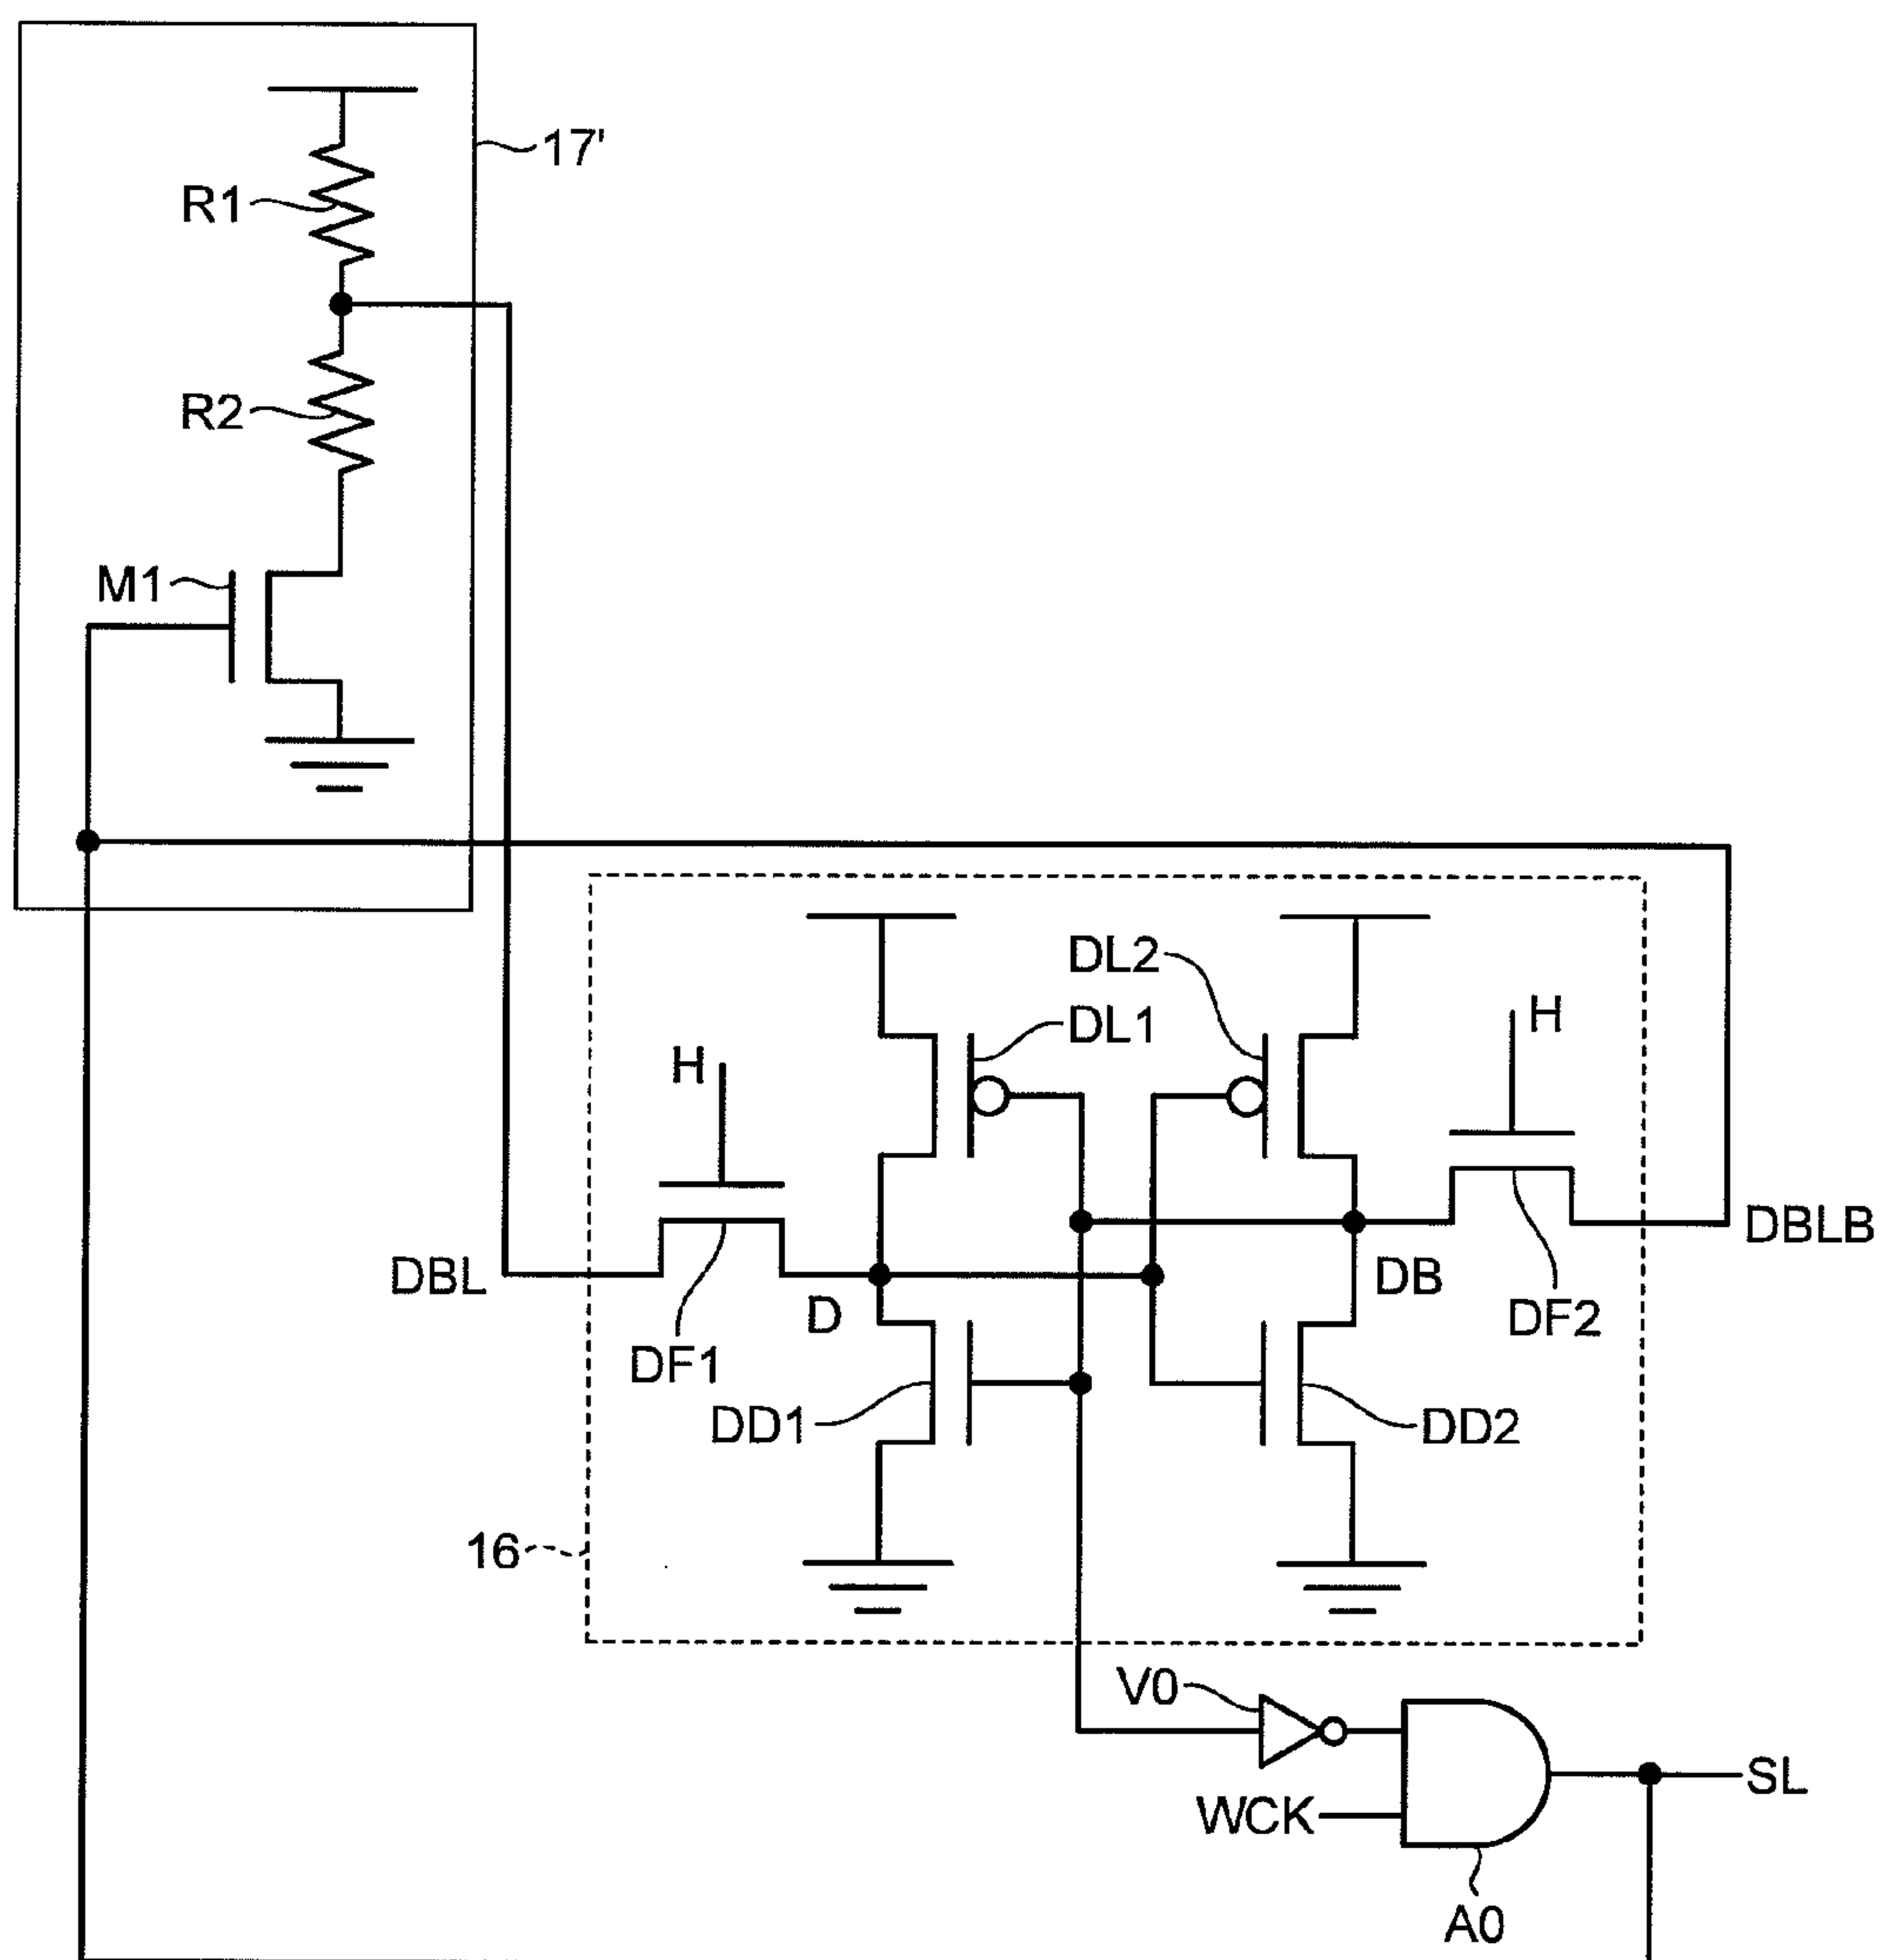 17'
R1
R2
M1
DL2
H
DL1
H
DBLB
DBL
DB
D
DF2
DF1
DD1
DD2
16
V0
SL
WCK
A0